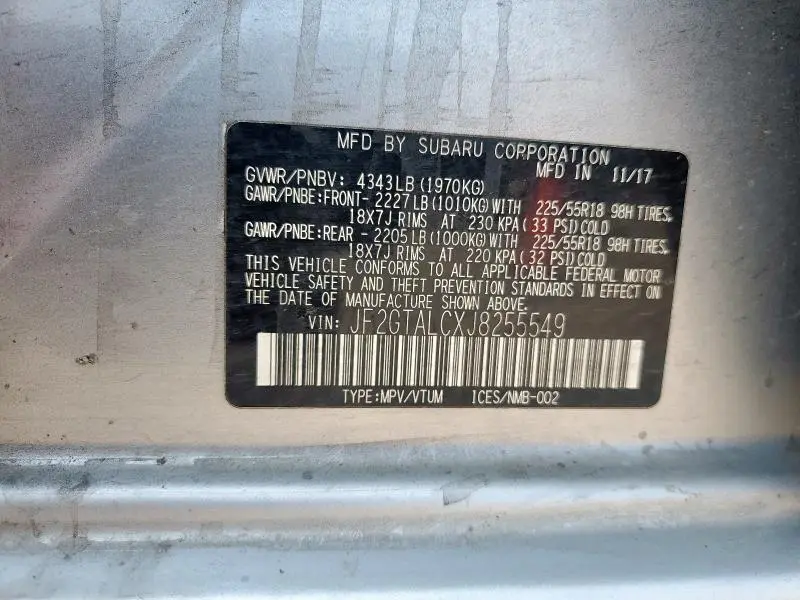 MFD BY SUBARU CORPORATION
MFD IN 11/17
GVWR/PNBV: 4343LB(1970KG)
GAWR/PNBE:FRONT- 2227LB(1010KG)WITH 225/55R18 98H TIRES,
18X7J RIMS AT 230 KPA(33 PSI)COLD
GAWR/PNBE:REAR - 2205LB(1000KG)WITH 225/55R18 98H TIRES,
18X7J RIMS AT 220 KPA(32 PSI)COLD
THIS VEHICLE CONFORMS TO ALL APPLICABLE FEDERAL MOTOR
VEHICLE SAFETY AND THEFT PREVENTION STANDARDS IN EFFECT ON
THE DATE OF MANUFACTURE SHOWN ABOVE.
VIN: JF2GTALCXJ8255549
TYPE:MPV/VTUM ICES/NMB-002